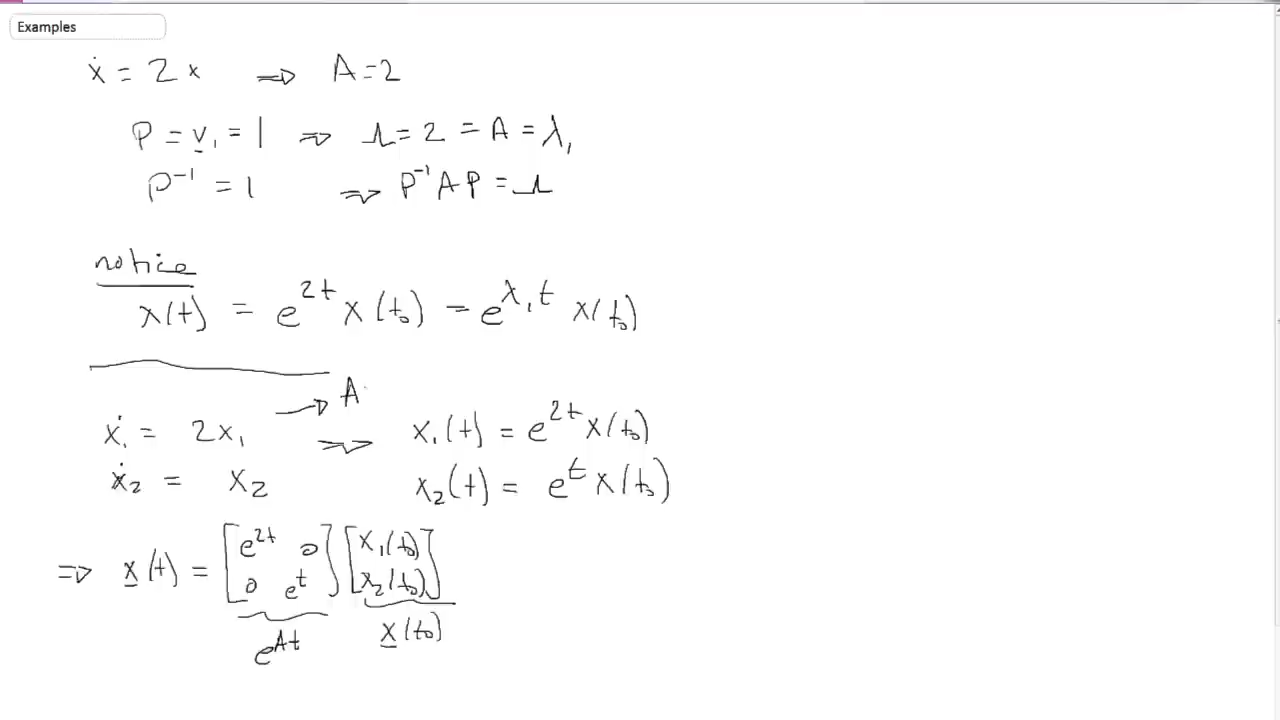 Examples
ẋ = 2x ⇒ A = 2
P = v₁ = 1 ⇒ Λ = 2 = A = λ₁
P⁻¹ = 1 ⇒ P⁻¹AP = Λ
notice
x(t) = e^{2t} x(t₀) = e^{λ₁t} x(t₀)
→ A
ẋ₁ = 2x₁ ⇒ x₁(t) = e^{2t} x(t₀)
ẋ₂ = x₂ x₂(t) = e^{t} x(t₀)
⇒ x(t) = [e^{2t} 0; 0 e^{t}] [x₁(t₀); x₂(t₀)]
e^{At} x(t₀)